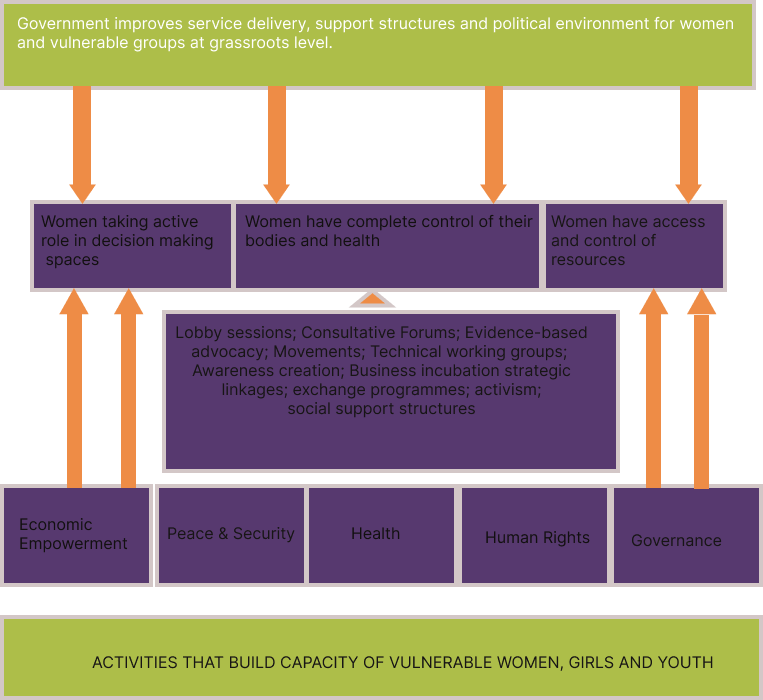 Government improves service delivery, support structures and political environment for women
and vulnerable groups at grassroots level.
Women taking active
role in decision making
spaces
Women have complete control of their
bodies and health
Women have access
and control of
resources
Lobby sessions; Consultative Forums; Evidence-based
advocacy; Movements; Technical working groups;
Awareness creation; Business incubation strategic
linkages; exchange programmes; activism;
social support structures
Economic
Empowerment
Peace & Security
Health
Human Rights
Governance
ACTIVITIES THAT BUILD CAPACITY OF VULNERABLE WOMEN, GIRLS AND YOUTH